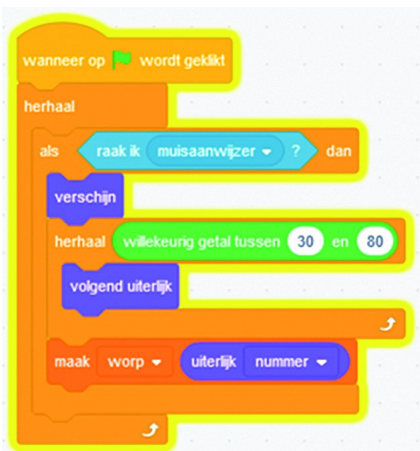 wanneer op wordt geklikt
herhaal
als raak ik muisaanwijzer ? dan
verschijn
herhaal willekeurig getal tussen 30 en 80
volgend uiterlijk
maak worp uiterlijk nummer